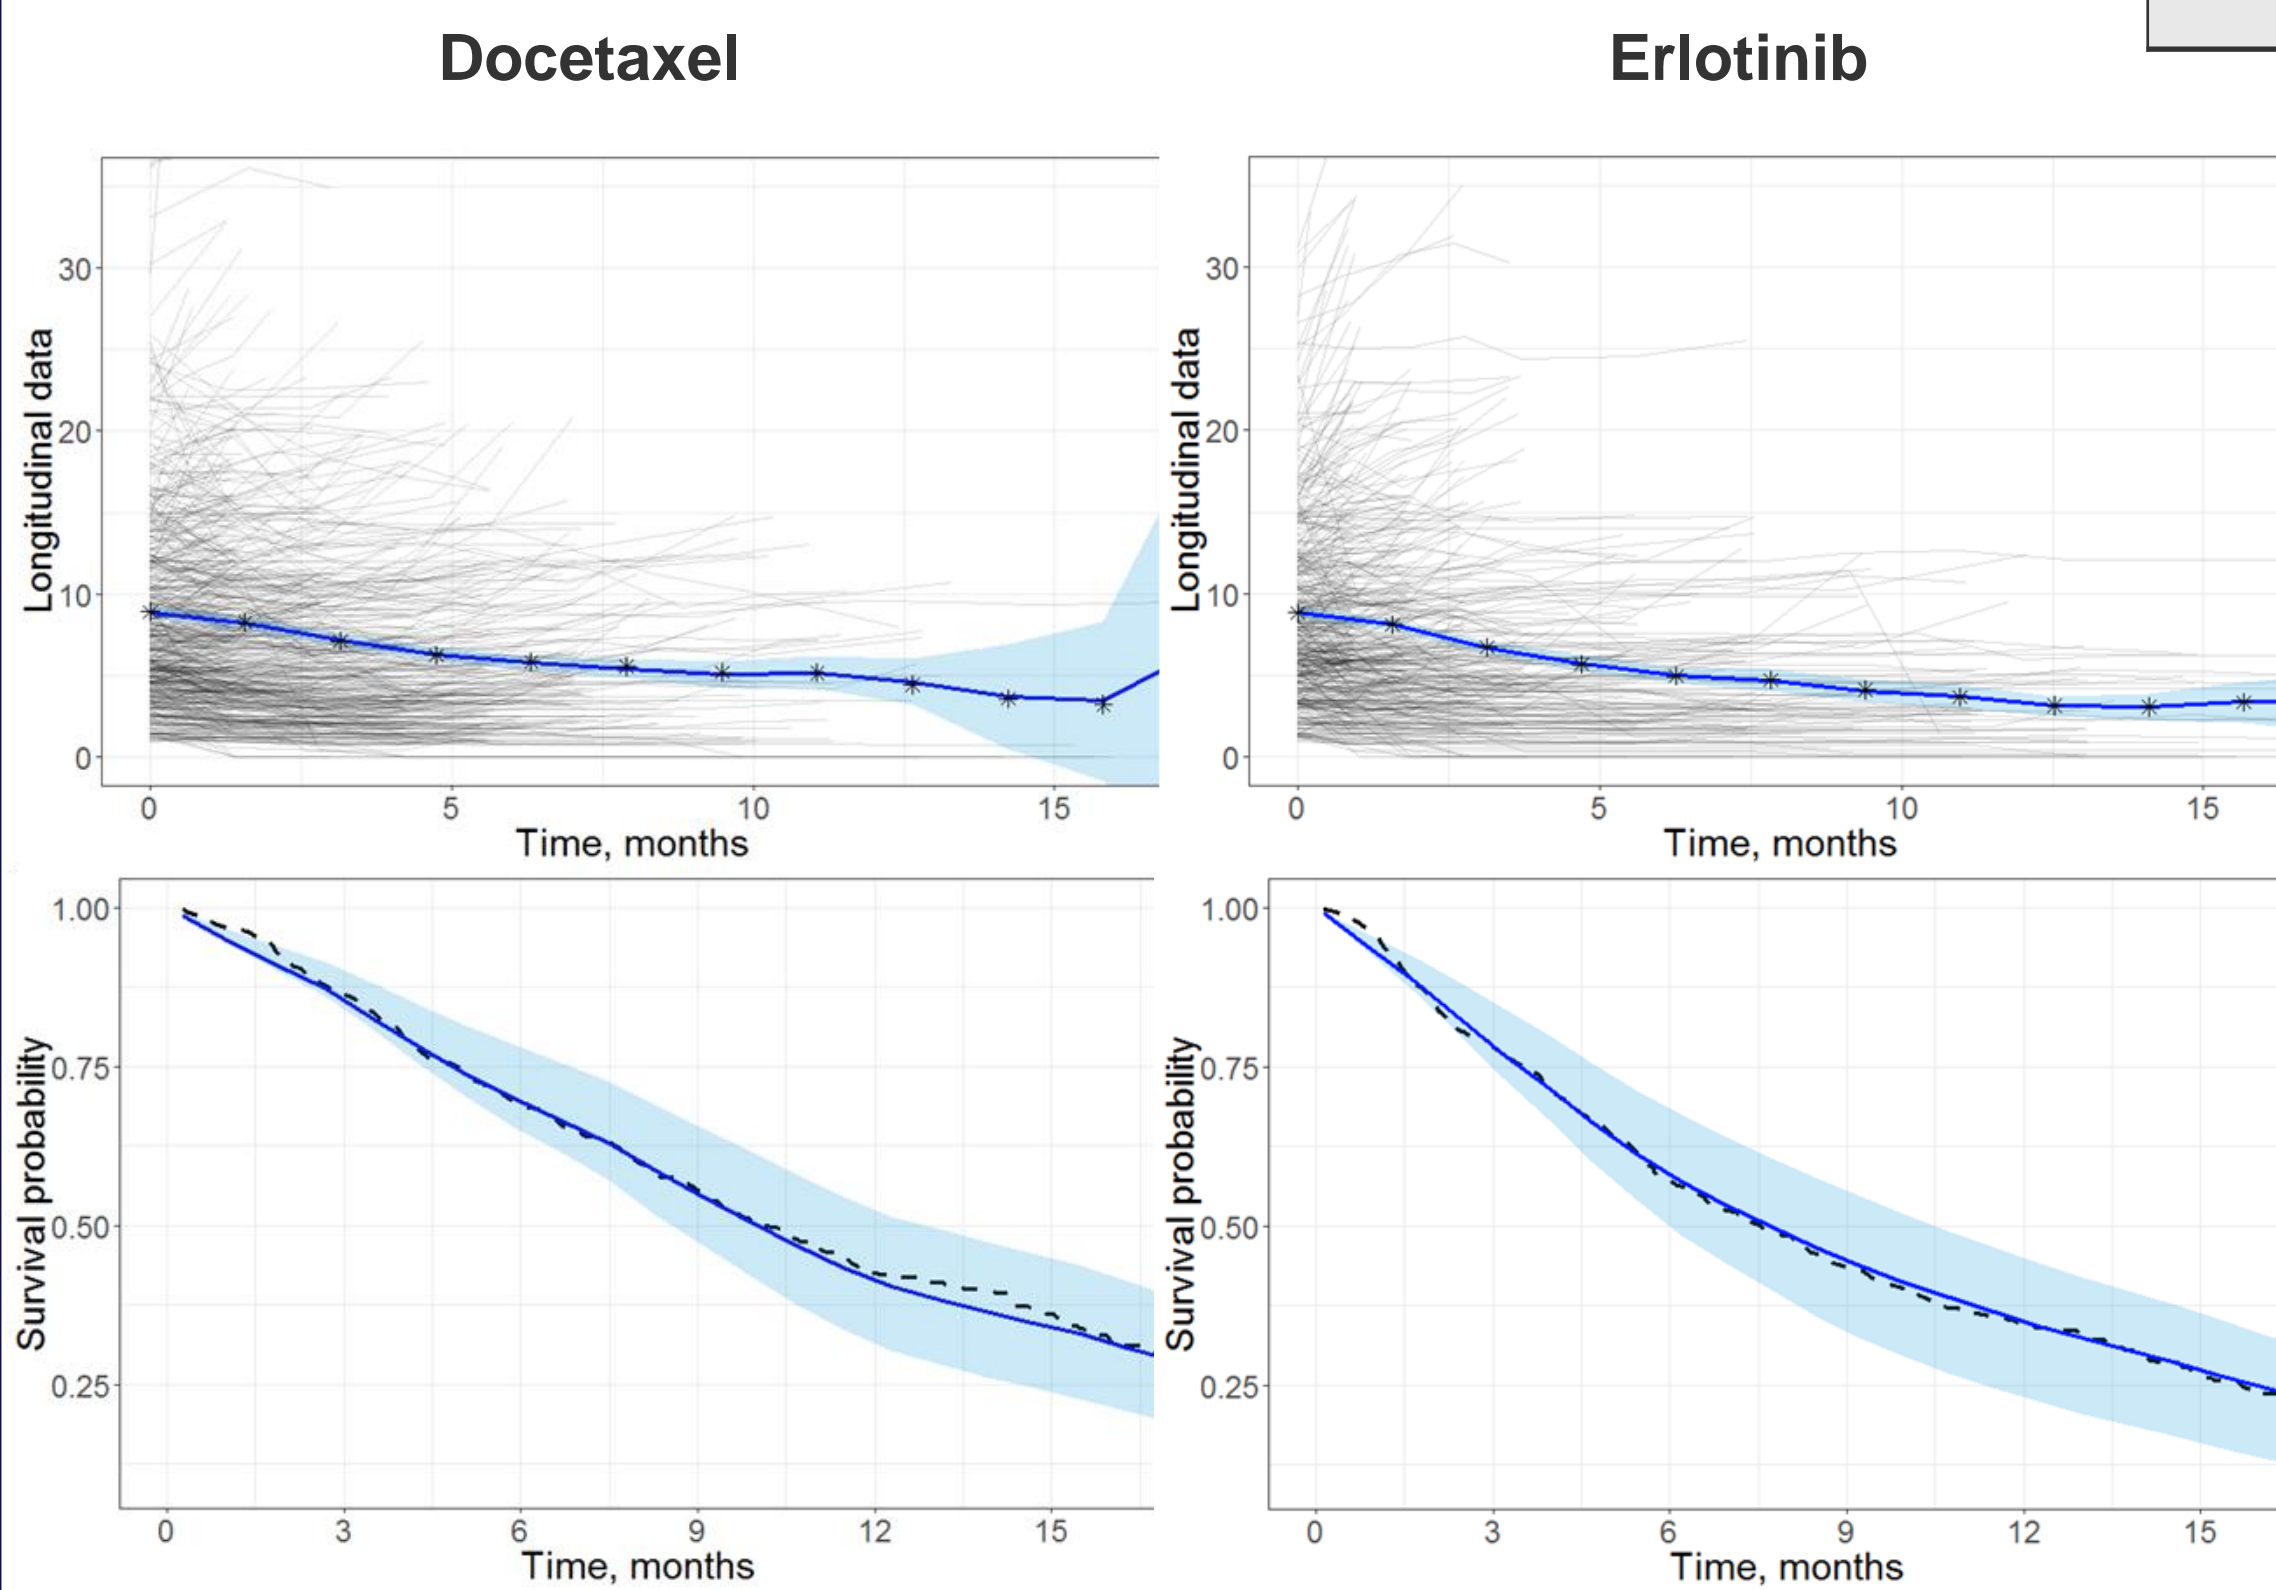 Docetaxel
Erlotinib
Longitudinal data
30
20
10
0
0 5 10 15
Time, months
Longitudinal data
30
20
10
0
0 5 10 15
Time, months
Survival probability
1.00
0.75
0.50
0.25
0 3 6 9 12 15
Time, months
Survival probability
1.00
0.75
0.50
0.25
0 3 6 9 12 15
Time, months